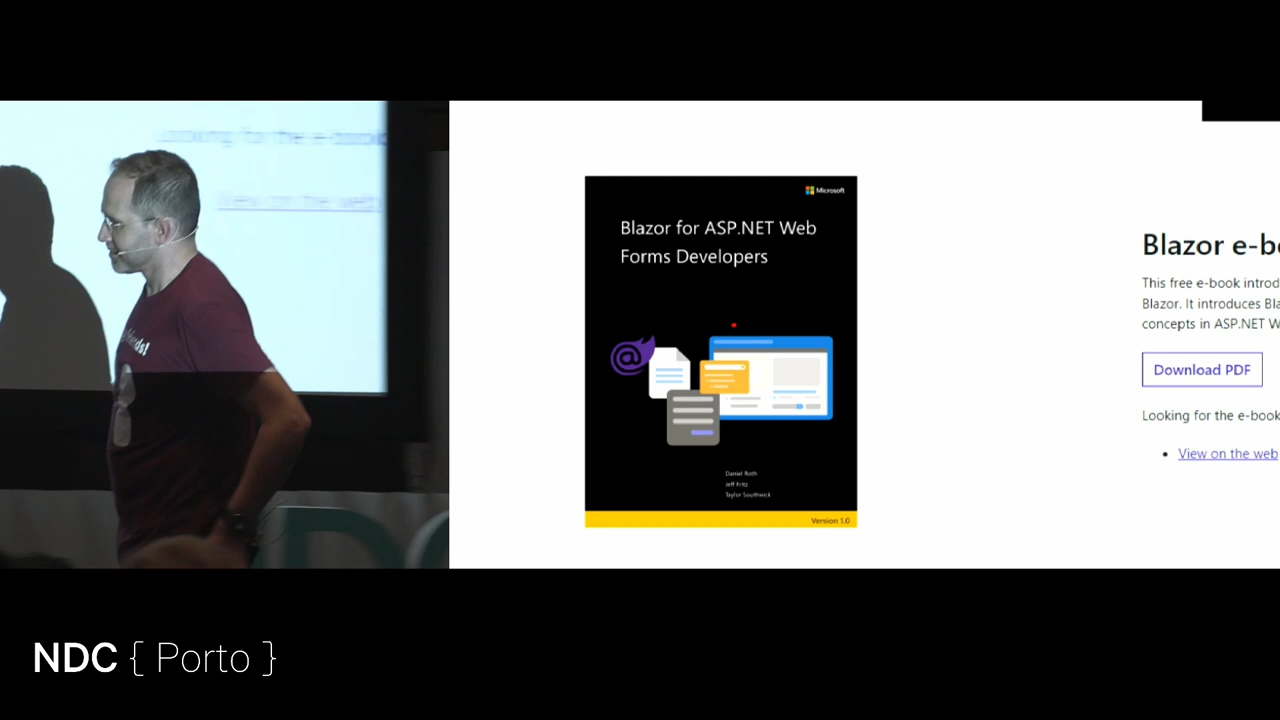 Microsoft
Blazor for ASP.NET Web
Forms Developers
Daniel Roth
Jeff Fritz
Taylor Southwick
Version 1.0
Blazor e-b
This free e-book introd
Blazor. It introduces Bla
concepts in ASP.NET W
Download PDF
Looking for the e-book
• View on the web
NDC { Porto }